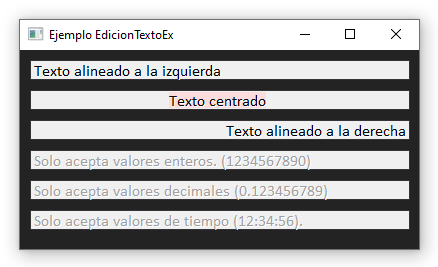 Ejemplo EdicionTextoEx
Texto alineado a la izquierda
Texto centrado
Texto alineado a la derecha
Solo acepta valores enteros. (1234567890)
Solo acepta valores decimales (0.123456789)
Solo acepta valores de tiempo (12:34:56).